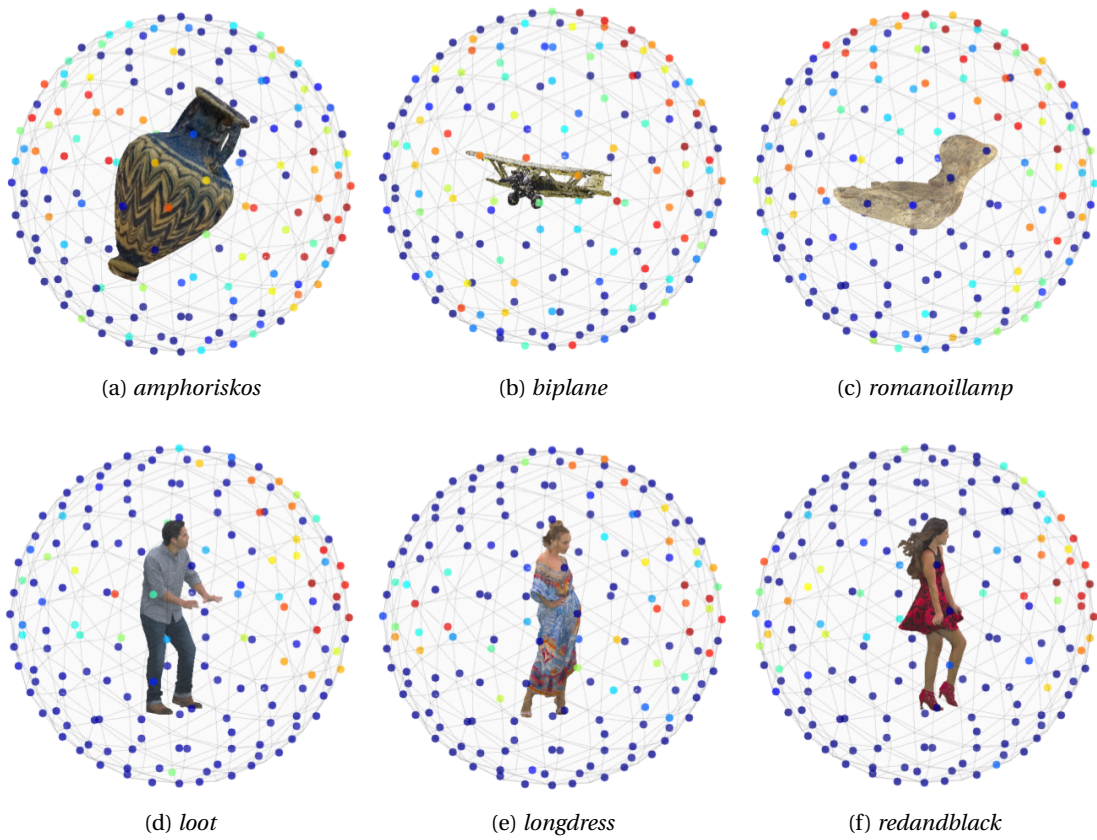 (a) amphoriskos
(b) biplane
(c) romanoillamp
(d) loot
(e) longdress
(f) redandblack